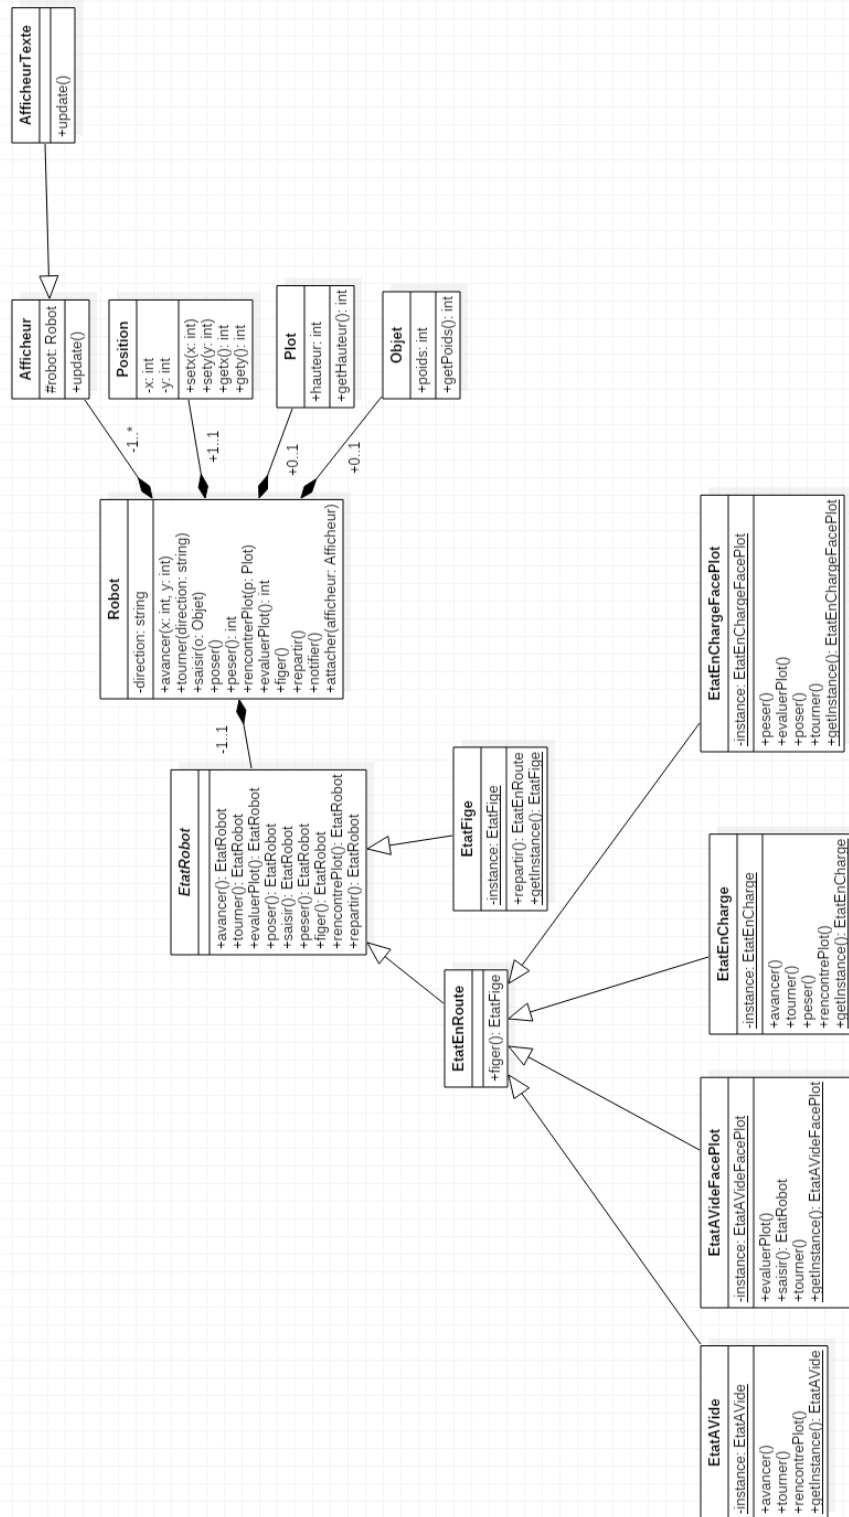 AfficheurTexte
+update()
Afficheur
#robot: Robot
+update()
Position
-x: int
-y: int
+setx(x: int)
+sety(y: int)
+getx(): int
+gety(): int
Plot
+hauteur: int
+getHauteur(): int
Objet
+poids: int
+getPoids(): int
-1..*
+1..1
+0..1
+0..1
Robot
-direction: string
+avancer(x: int, y: int)
+tourner(direction: string)
+saisir(o: Objet)
+poser()
+peser(): int
+rencontrerPlot(p: Plot)
+evaluerPlot(): int
+figer()
+repartir()
+notifier()
+attacher(afficheur: Afficheur)
-1..1
EtatRobot
+avancer(): EtatRobot
+tourner(): EtatRobot
+evaluerPlot(): EtatRobot
+poser(): EtatRobot
+saisir(): EtatRobot
+peser(): EtatRobot
+figer(): EtatRobot
+rencontrePlot(): EtatRobot
+repartir(): EtatRobot
EtatFige
-instance: EtatFige
+repartir(): EtatEnRoute
+getInstance(): EtatFige
EtatEnRoute
+figer(): EtatFige
EtatEnChargeFacePlot
-instance: EtatEnChargeFacePlot
+peser()
+evaluerPlot()
+poser()
+tourner()
+getInstance(): EtatEnChargeFacePlot
EtatEnCharge
-instance: EtatEnCharge
+avancer()
+tourner()
+peser()
+rencontrePlot()
+getInstance(): EtatEnCharge
EtatAVideFacePlot
-instance: EtatAVideFacePlot
+evaluerPlot()
+saisir(): EtatRobot
+tourner()
+getInstance(): EtatAVideFacePlot
EtatAVide
-instance: EtatAVide
+avancer()
+tourner()
+rencontrePlot()
+getInstance(): EtatAVide